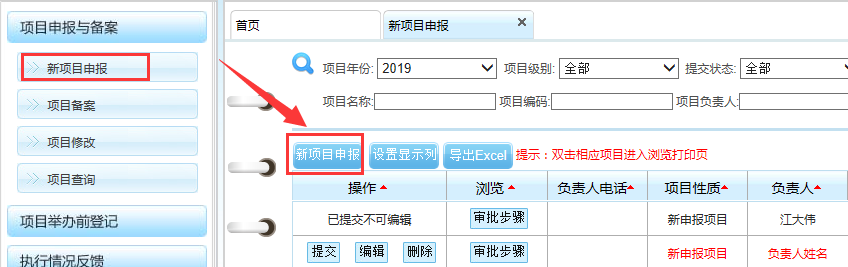 项目申报与备案
新项目申报
项目备案
项目修改
项目查询
项目举办前登记
执行情况反馈
首页 新项目申报
项目年份: 2019 项目级别: 全部 提交状态: 全部
项目名称: 项目编码: 项目负责人:
新项目申报 设置显示列 导出Excel 提示：双击相应项目进入浏览打印页
操作 浏览 负责人电话 项目性质 负责人
已提交不可编辑 审批步骤 新申报项目 江大伟
提交 编辑 删除 审批步骤 新申报项目 负责人姓名